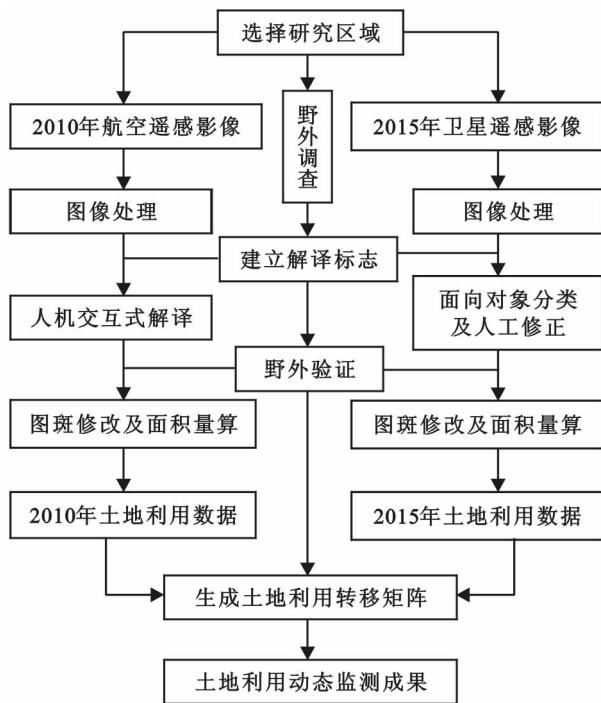 选择研究区域
2010年航空遥感影像
野外调查
2015年卫星遥感影像
图像处理
图像处理
建立解译标志
人机交互式解译
面向对象分类
及人工修正
野外验证
图斑修改及面积量算
图斑修改及面积量算
2010年土地利用数据
2015年土地利用数据
生成土地利用转移矩阵
土地利用动态监测成果